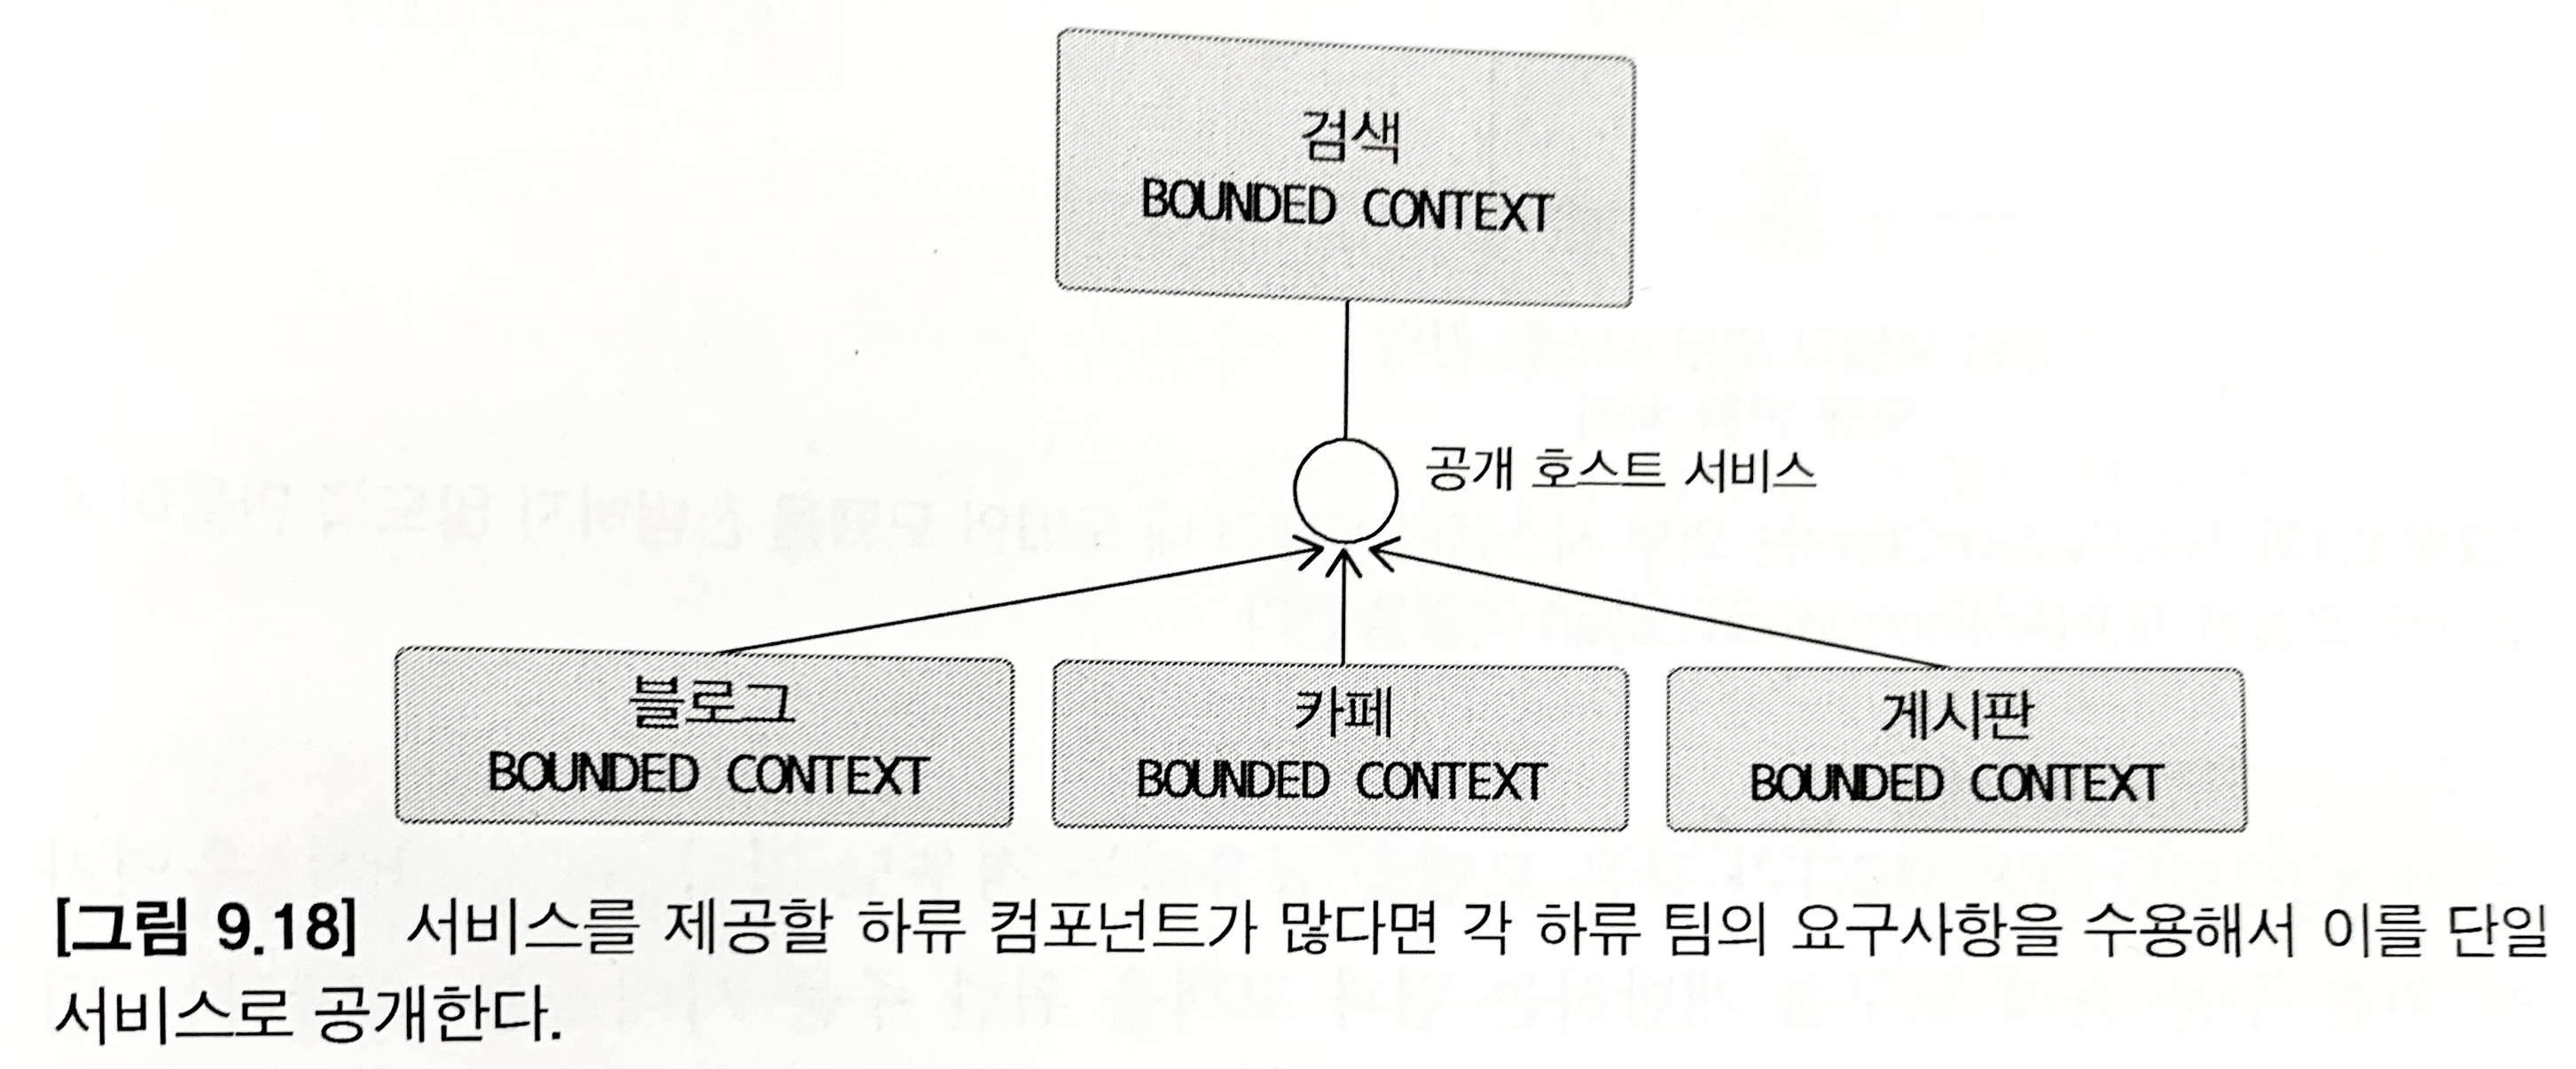 검색
BOUNDED CONTEXT
공개 호스트 서비스
블로그
BOUNDED CONTEXT
카페
BOUNDED CONTEXT
게시판
BOUNDED CONTEXT
[그림 9.18] 서비스를 제공할 하류 컴포넌트가 많다면 각 하류 팀의 요구사항을 수용해서 이를 단일
서비스로 공개한다.